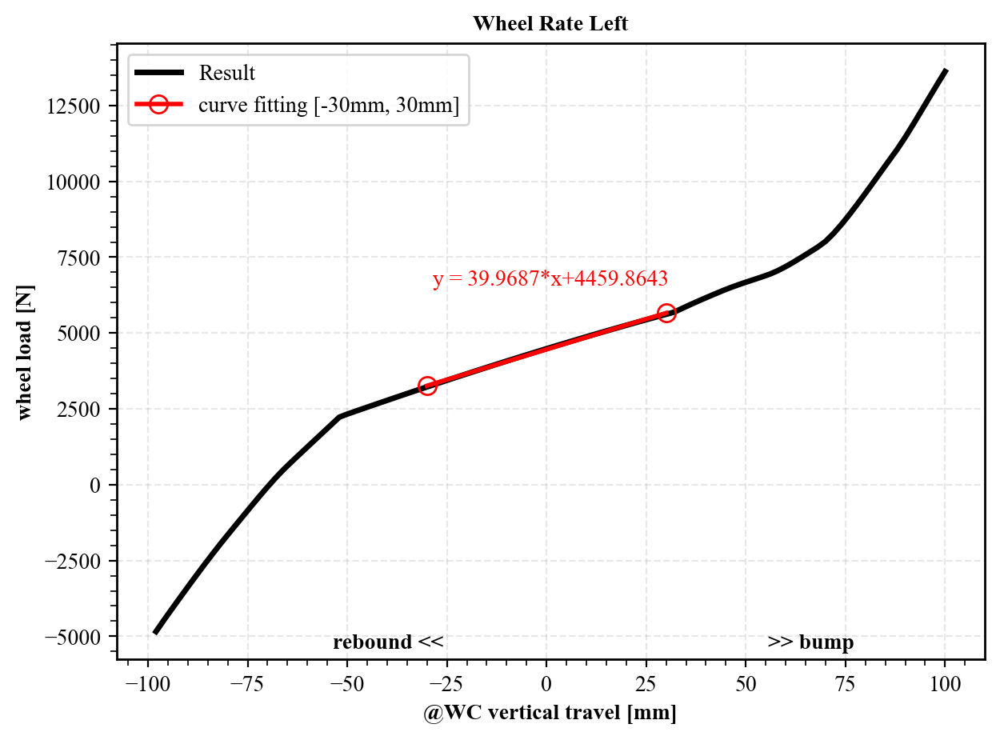 Wheel Rate Left
Result
curve fitting [-30mm, 30mm]
12500
10000
7500
5000
2500
0
−2500
−5000
wheel load [N]
y = 39.9687*x+4459.8643
rebound <<
>> bump
−100
−75
−50
−25
0
25
50
75
100
@WC vertical travel [mm]